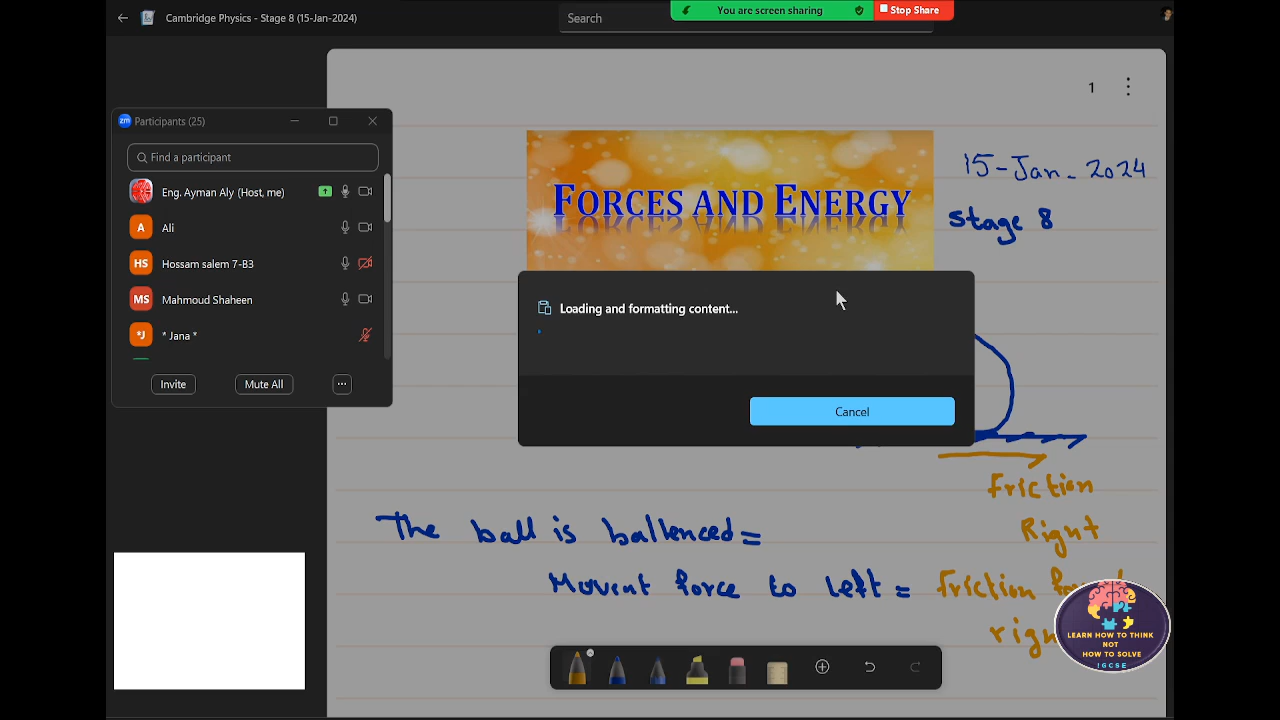 Cambridge Physics - Stage 8 (15-Jan-2024)
Search
You are screen sharing
Stop Share
1
zm Participants (25)
Find a participant
Eng. Ayman Aly (Host, me)
A Ali
HS Hossam salem 7-B3
MS Mahmoud Shaheen
*J * Jana *
Invite
Mute All
...
FORCES AND ENERGY
15-Jan-2024
stage 8
Loading and formatting content...
Cancel
friction
Right
The ball is ballenced =
force to left = friction
LEARN HOW TO THINK
NOT
HOW TO SOLVE
IGCSE